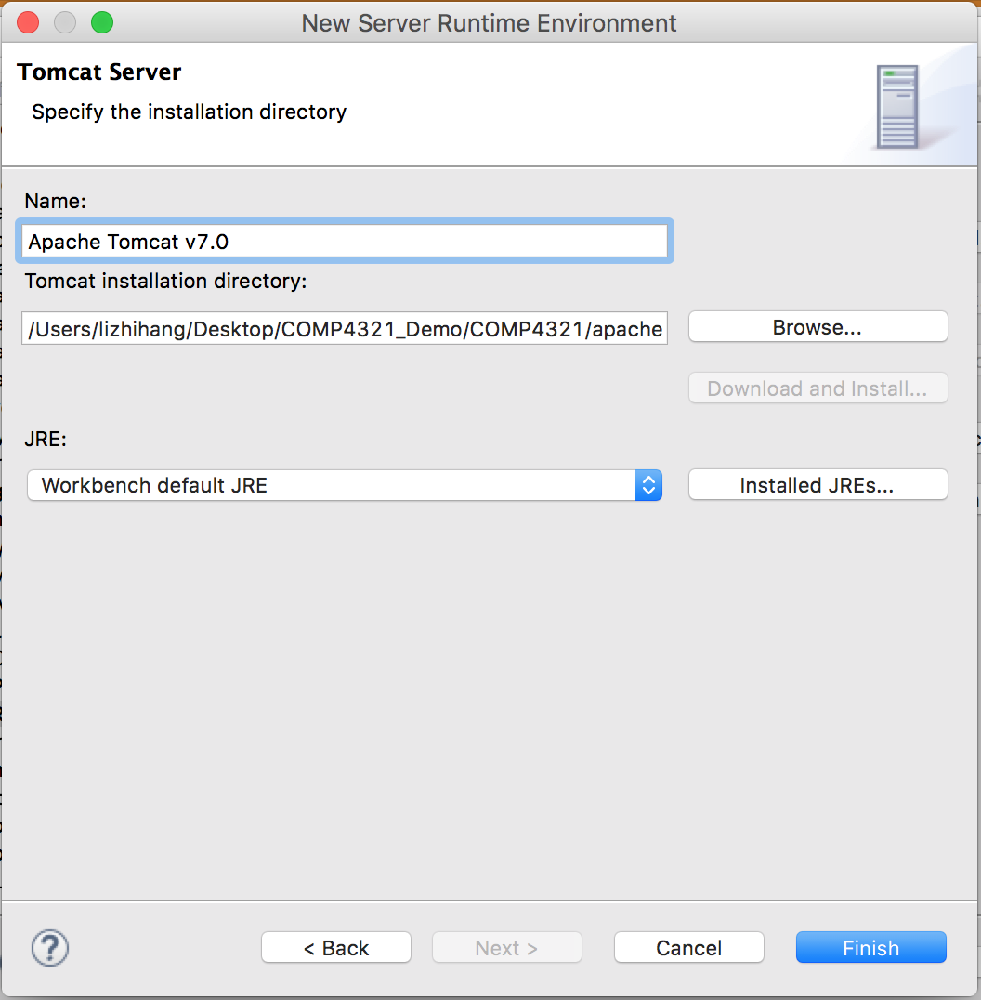 New Server Runtime Environment
Tomcat Server
Specify the installation directory
Name:
Apache Tomcat v7.0
Tomcat installation directory:
/Users/lizhihang/Desktop/COMP4321_Demo/COMP4321/apache
Browse...
Download and Install...
JRE:
Workbench default JRE
Installed JREs...
?
< Back
Next >
Cancel
Finish